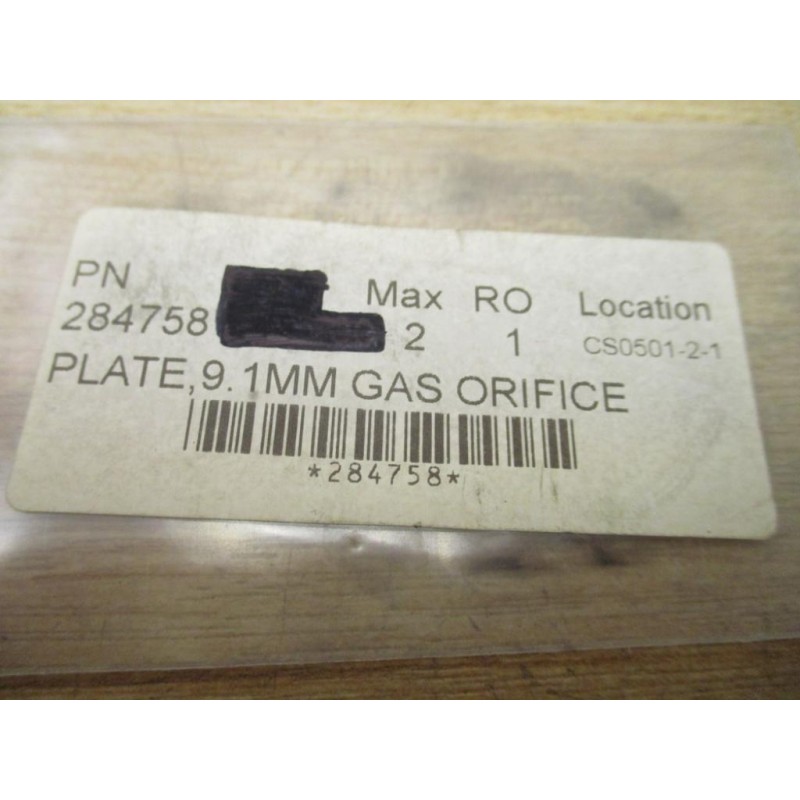 PN Max RO Location
284758 2 1 CS0501-2-1
PLATE,9.1MM GAS ORIFICE
*284758*